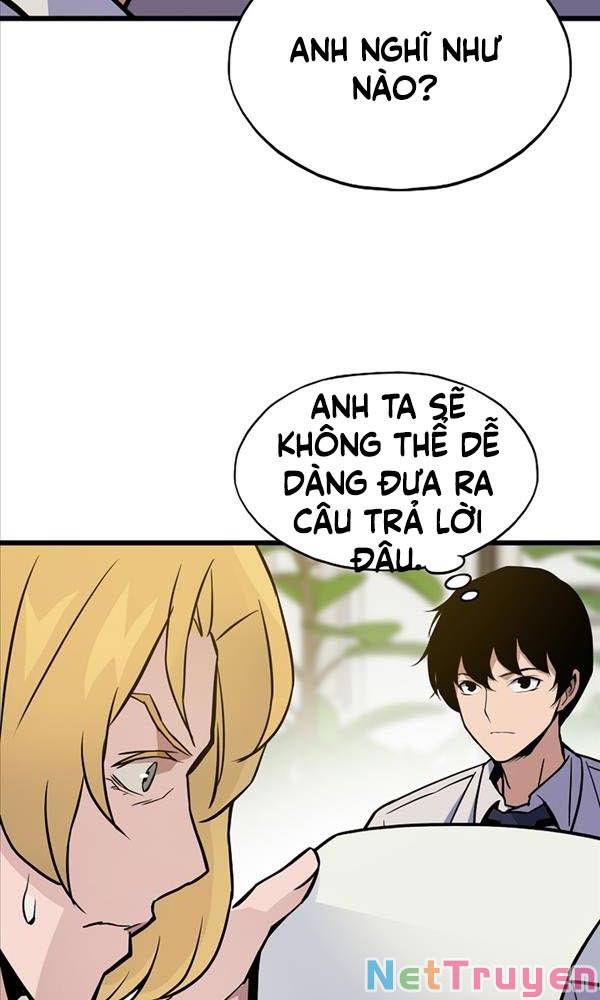 ANH NGHĨ NHƯ
NÀO?
ANH TA SẼ
KHÔNG THỂ DỄ
DÀNG ĐƯA RA
CÂU TRẢ LỜI
ĐÂU.
NetTruyen